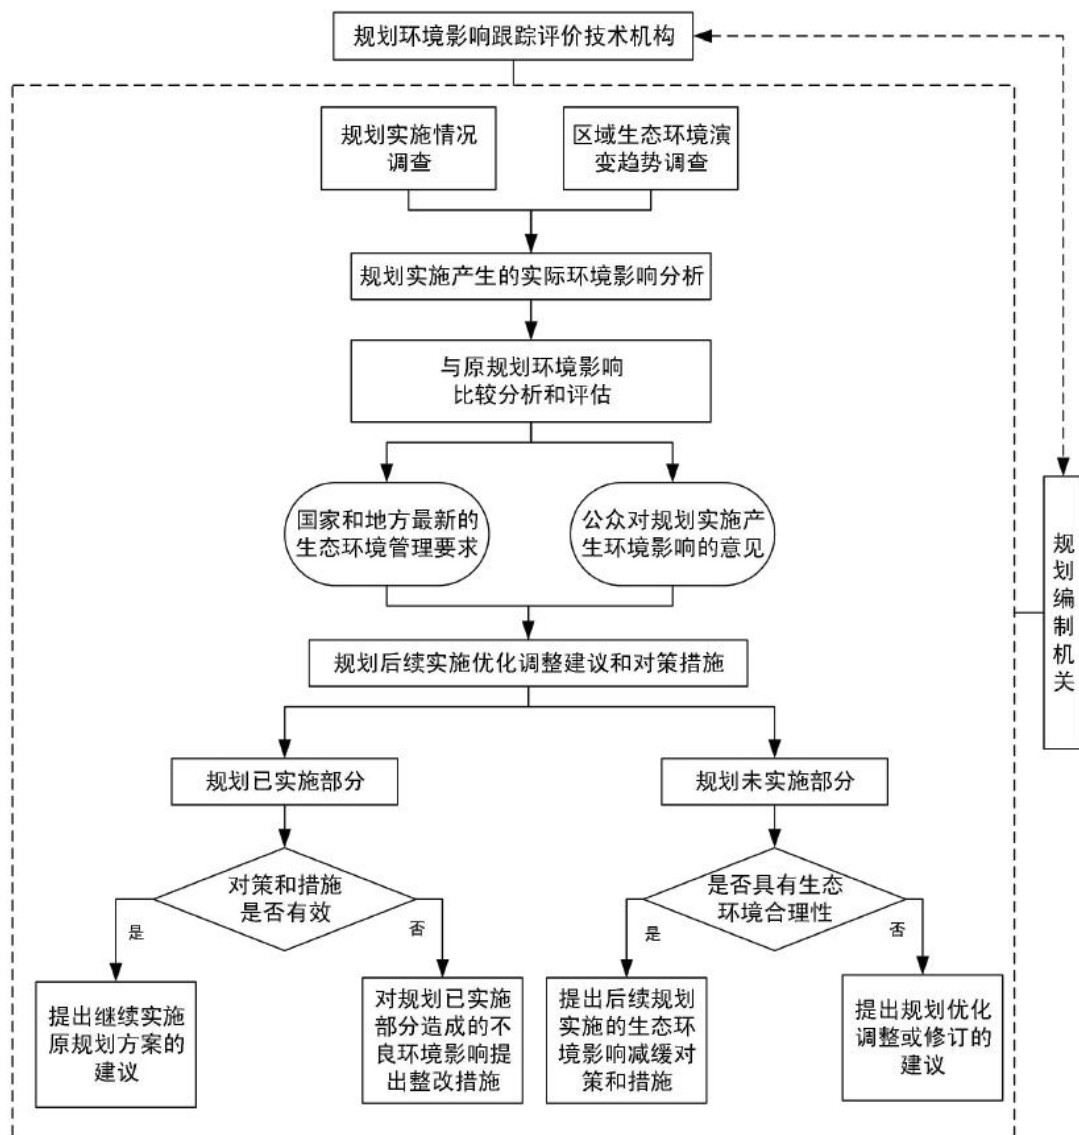 规划环境影响跟踪评价技术机构
规划实施情况
调查
区域生态环境演
变趋势调查
规划实施产生的实际环境影响分析
与原规划环境影响
比较分析和评估
国家和地方最新的
生态环境管理要求
公众对规划实施产
生环境影响的意见
规划编制机关
规划后续实施优化调整建议和对策措施
规划已实施部分
规划未实施部分
对策和措施
是否有效
是否具有生态
环境合理性
是
否
是
否
提出继续实施
原规划方案的
建议
对规划已实施
部分造成的不
良环境影响提
出整改措施
提出后续规划
实施的生态环
境影响减缓对
策和措施
提出规划优化
调整或修订的
建议